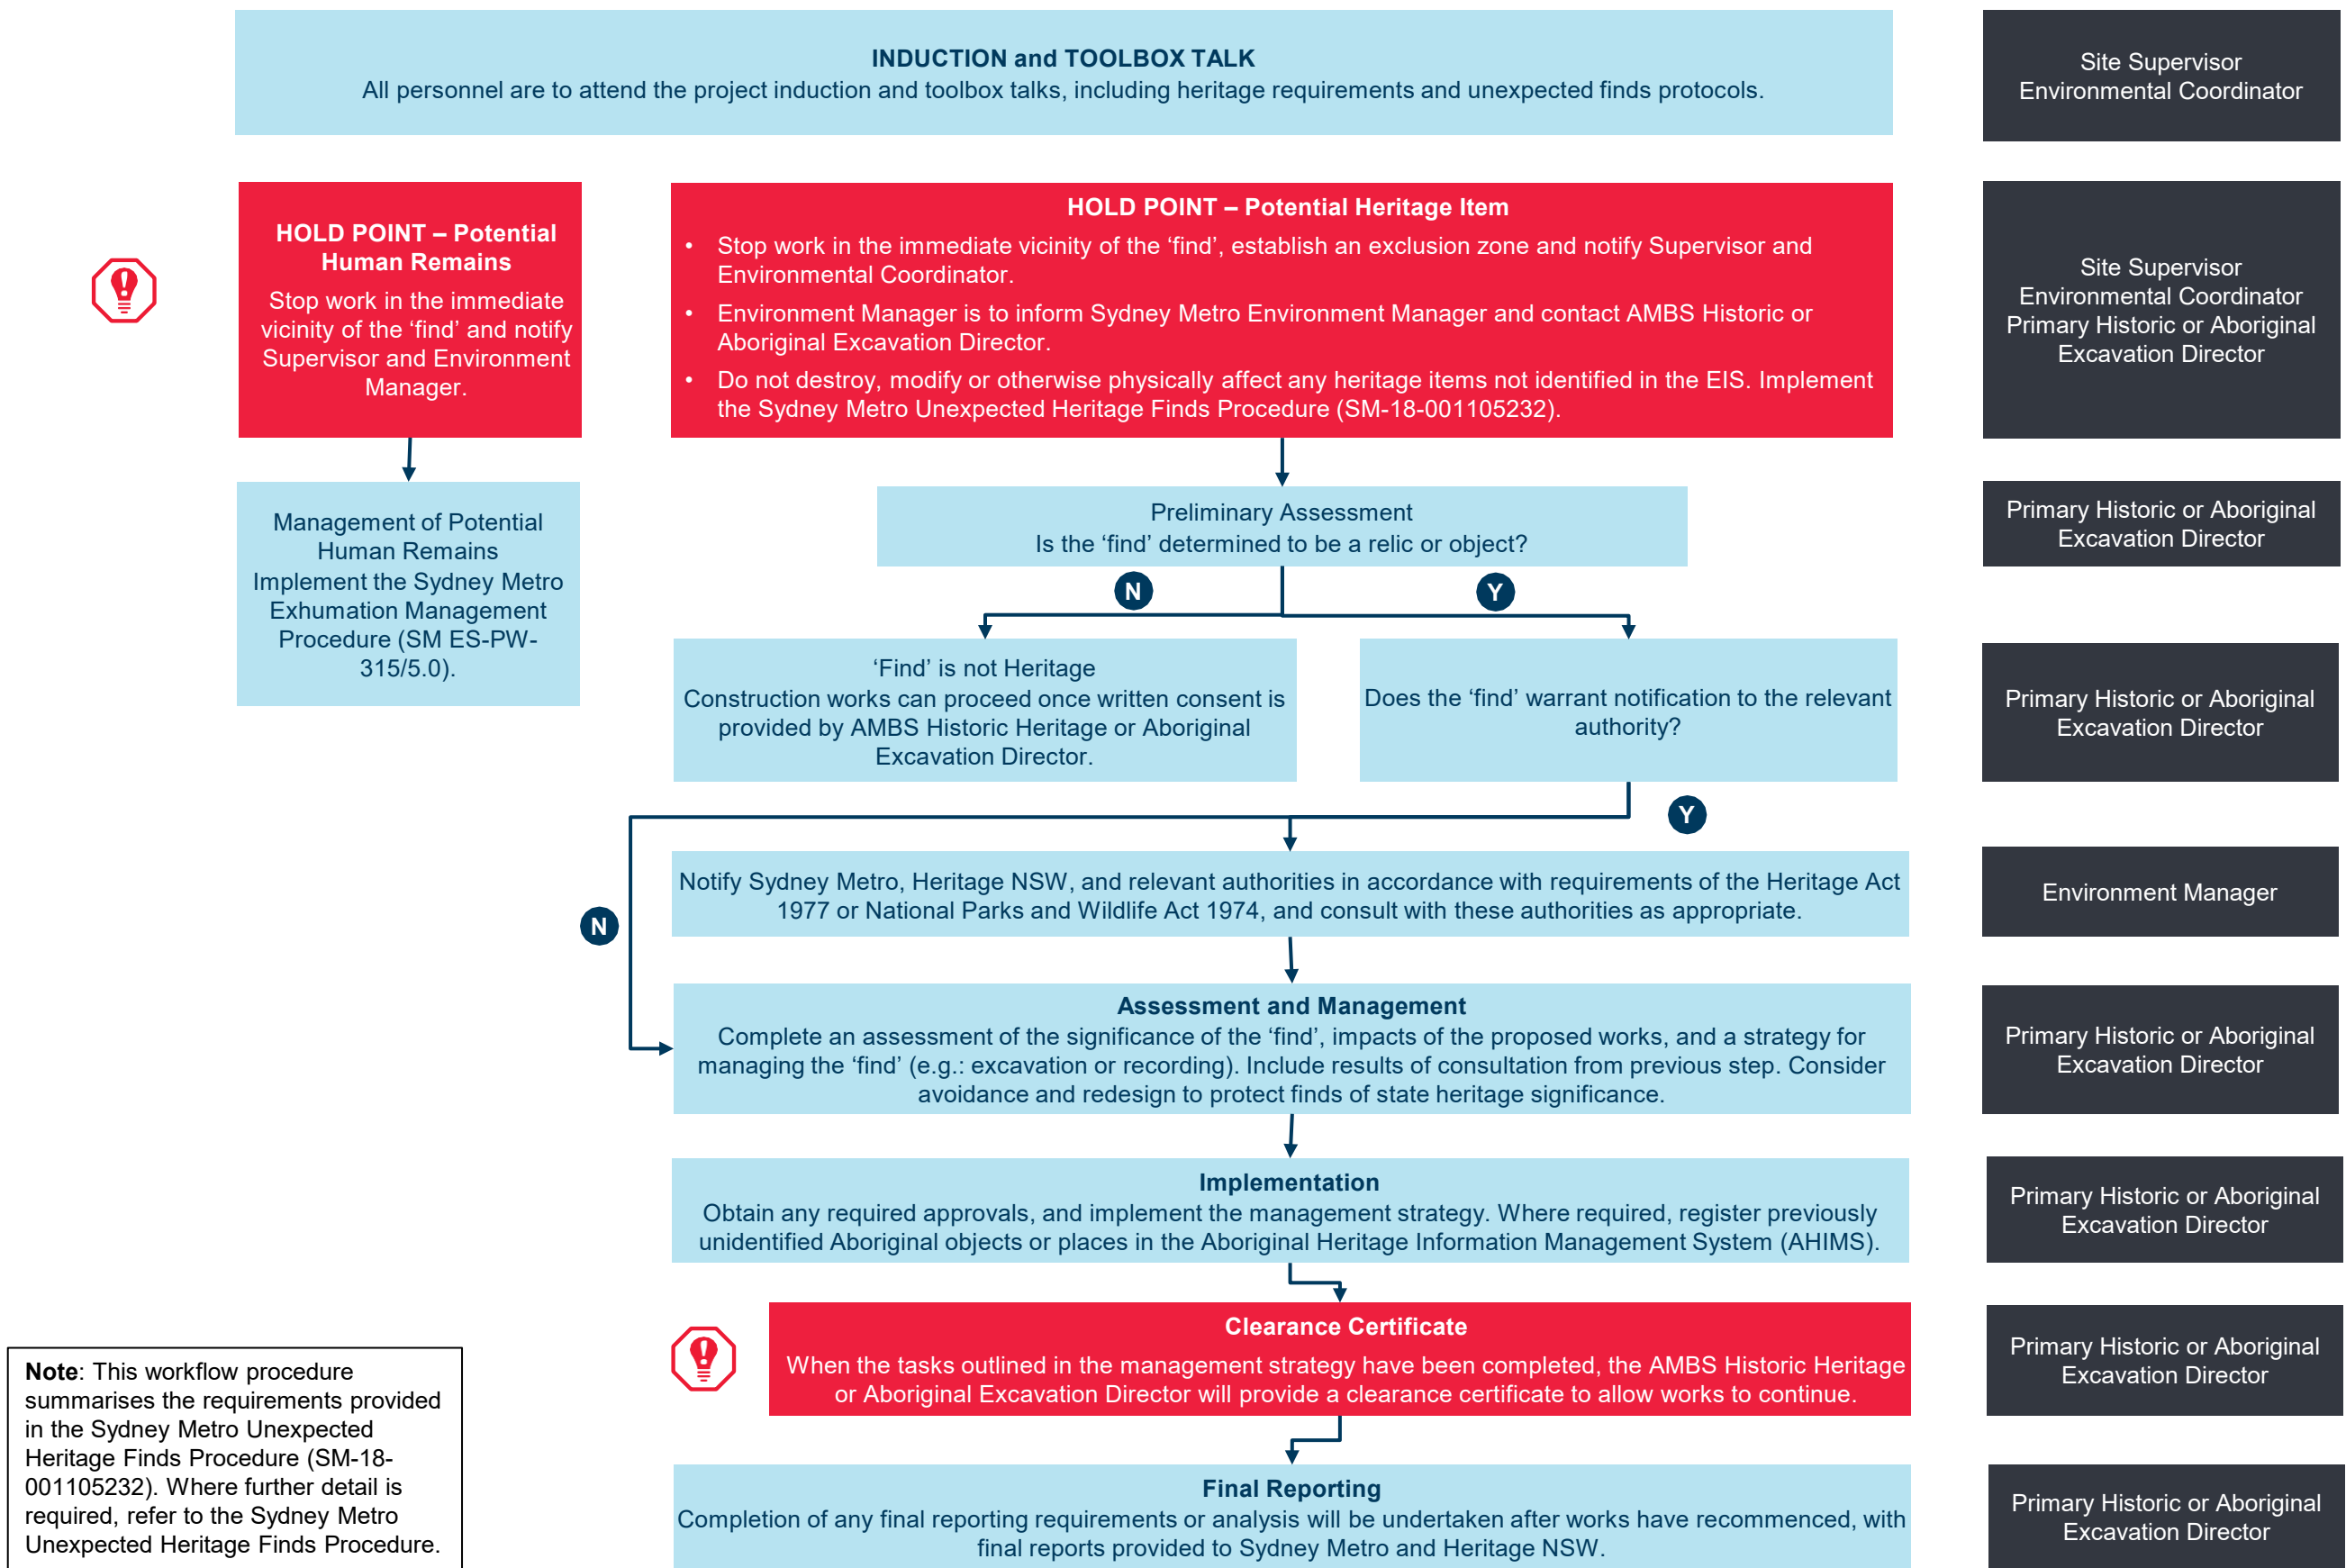 INDUCTION and TOOLBOX TALK
All personnel are to attend the project induction and toolbox talks, including heritage requirements and unexpected finds protocols.
Site Supervisor
Environmental Coordinator
HOLD POINT – Potential
Human Remains
Stop work in the immediate
vicinity of the ‘find’ and notify
Supervisor and Environment
Manager.
HOLD POINT – Potential Heritage Item
• Stop work in the immediate vicinity of the ‘find’, establish an exclusion zone and notify Supervisor and
Environmental Coordinator.
• Environment Manager is to inform Sydney Metro Environment Manager and contact AMBS Historic or
Aboriginal Excavation Director.
• Do not destroy, modify or otherwise physically affect any heritage items not identified in the EIS. Implement
the Sydney Metro Unexpected Heritage Finds Procedure (SM-18-001105232).
Site Supervisor
Environmental Coordinator
Primary Historic or Aboriginal
Excavation Director
Management of Potential
Human Remains
Implement the Sydney Metro
Exhumation Management
Procedure (SM ES-PW-
315/5.0).
Preliminary Assessment
Is the ‘find’ determined to be a relic or object?
Primary Historic or Aboriginal
Excavation Director
N
Y
‘Find’ is not Heritage
Construction works can proceed once written consent is
provided by AMBS Historic Heritage or Aboriginal
Excavation Director.
Does the ‘find’ warrant notification to the relevant
authority?
Primary Historic or Aboriginal
Excavation Director
Y
Notify Sydney Metro, Heritage NSW, and relevant authorities in accordance with requirements of the Heritage Act
1977 or National Parks and Wildlife Act 1974, and consult with these authorities as appropriate.
Environment Manager
N
Assessment and Management
Complete an assessment of the significance of the ‘find’, impacts of the proposed works, and a strategy for
managing the ‘find’ (e.g.: excavation or recording). Include results of consultation from previous step. Consider
avoidance and redesign to protect finds of state heritage significance.
Primary Historic or Aboriginal
Excavation Director
Implementation
Obtain any required approvals, and implement the management strategy. Where required, register previously
unidentified Aboriginal objects or places in the Aboriginal Heritage Information Management System (AHIMS).
Primary Historic or Aboriginal
Excavation Director
Clearance Certificate
When the tasks outlined in the management strategy have been completed, the AMBS Historic Heritage
or Aboriginal Excavation Director will provide a clearance certificate to allow works to continue.
Primary Historic or Aboriginal
Excavation Director
Note: This workflow procedure
summarises the requirements provided
in the Sydney Metro Unexpected
Heritage Finds Procedure (SM-18-
001105232). Where further detail is
required, refer to the Sydney Metro
Unexpected Heritage Finds Procedure.
Final Reporting
Completion of any final reporting requirements or analysis will be undertaken after works have recommenced, with
final reports provided to Sydney Metro and Heritage NSW.
Primary Historic or Aboriginal
Excavation Director